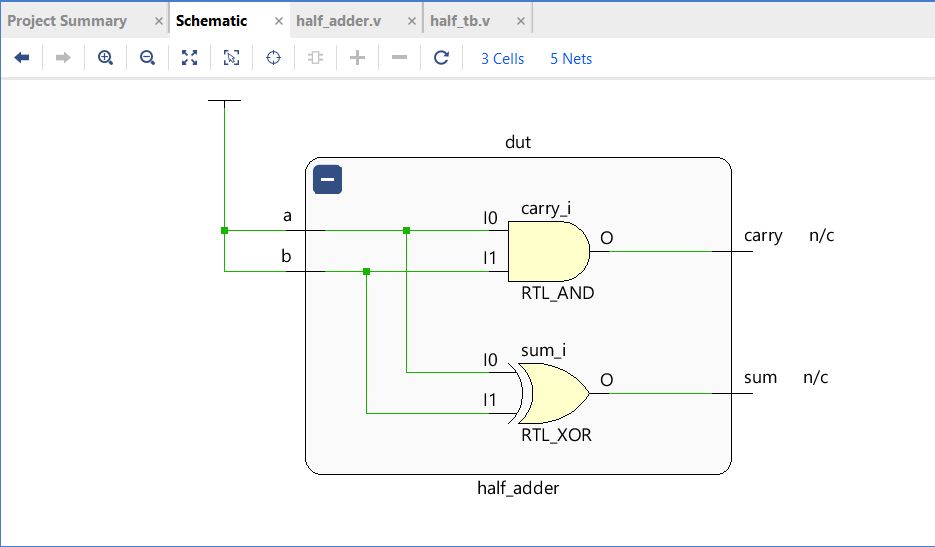 Project Summary × Schematic × half_adder.v × half_tb.v ×
3 Cells 5 Nets
dut
a
b
I0
I1
carry_i
O
RTL_AND
carry n/c
I0
I1
sum_i
O
RTL_XOR
sum n/c
half_adder